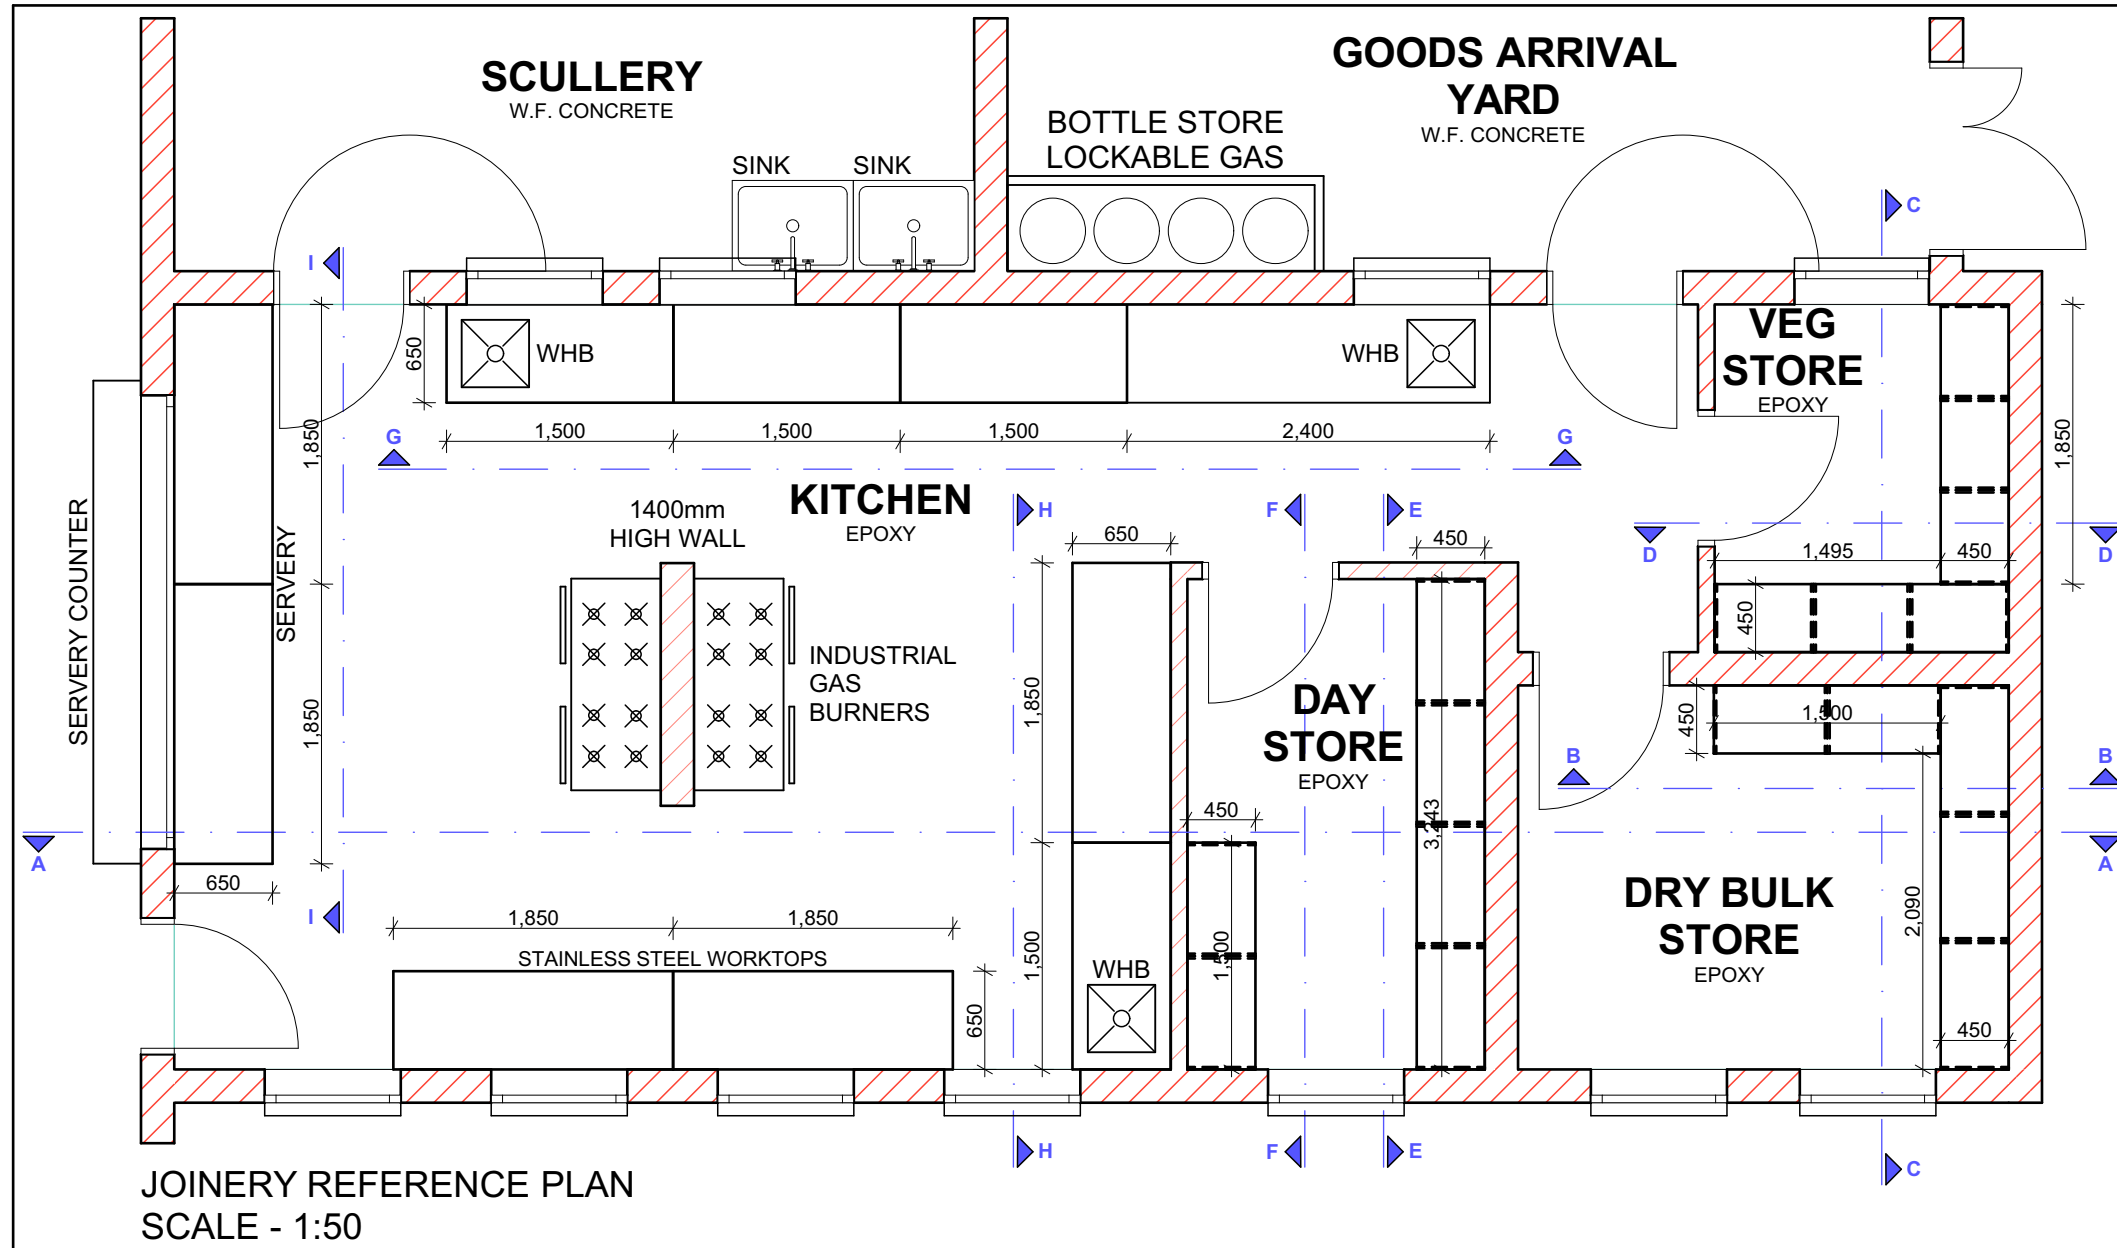 SCULLERY
W.F. CONCRETE
GOODS ARRIVAL
YARD
W.F. CONCRETE
BOTTLE STORE
LOCKABLE GAS
SINK
SINK
C
I
650
WHB
WHB
VEG
STORE
EPOXY
1,850
1,850
G
1,500
1,500
1,500
2,400
G
KITCHEN
EPOXY
1400mm
HIGH WALL
H
F
E
D
D
650
450
1,495
450
450
SERVERY COUNTER
SERVERY
INDUSTRIAL
GAS
BURNERS
1,850
1,850
DAY
STORE
EPOXY
450
1,500
B
B
450
3,243
A
A
650
I
1,850
1,850
STAINLESS STEEL WORKTOPS
650
1,500
WHB
1,500
DRY BULK
STORE
EPOXY
2,090
450
H
F
E
C
JOINERY REFERENCE PLAN
SCALE - 1:50